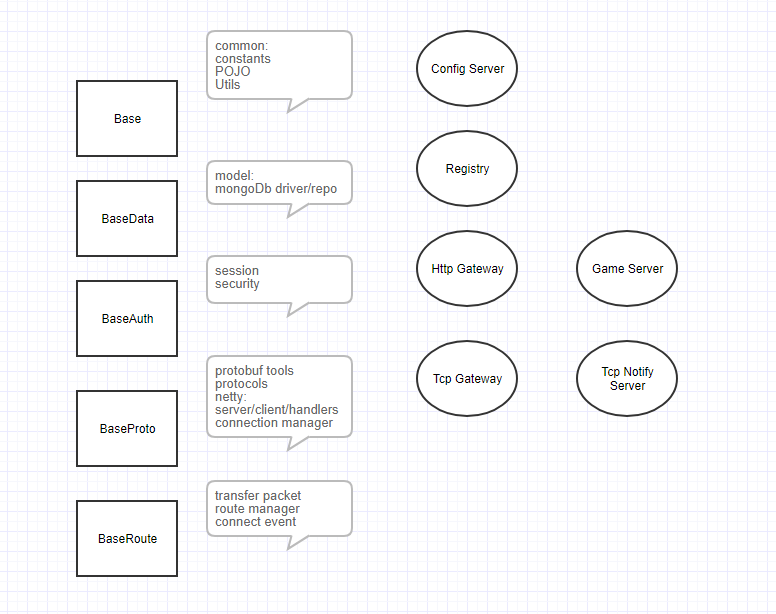 common:
constants
POJO
Utils
Base
model:
mongoDb driver/repo
BaseData
session
security
BaseAuth
protobuf tools
protocols
netty:
server/client/handlers
connection manager
BaseProto
transfer packet
route manager
connect event
BaseRoute
Config Server
Registry
Http Gateway
Game Server
Tcp Gateway
Tcp Notify
Server